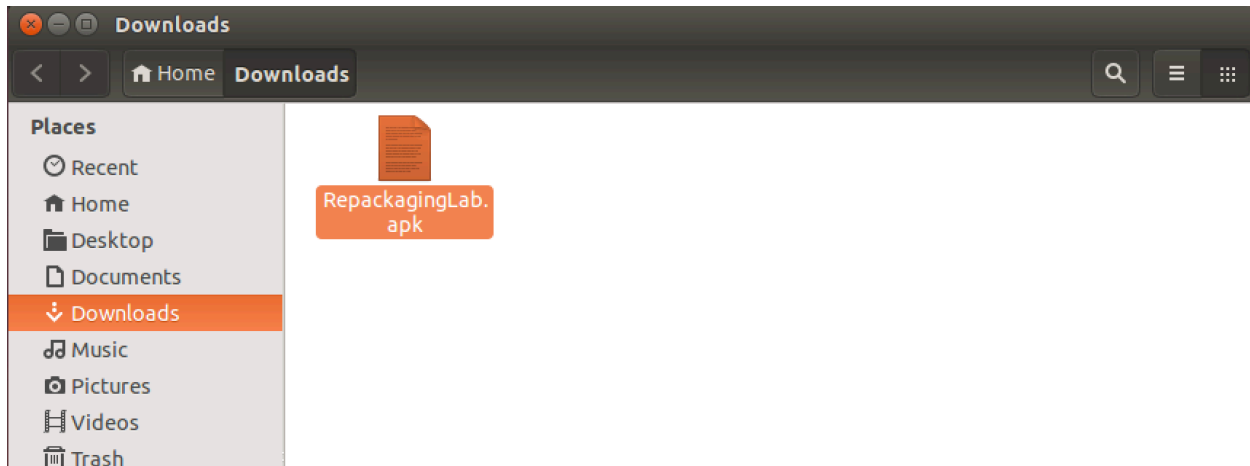 Downloads
Home
Downloads
Places
Recent
Home
Desktop
Documents
Downloads
Music
Pictures
Videos
Trash
RepackagingLab.
apk